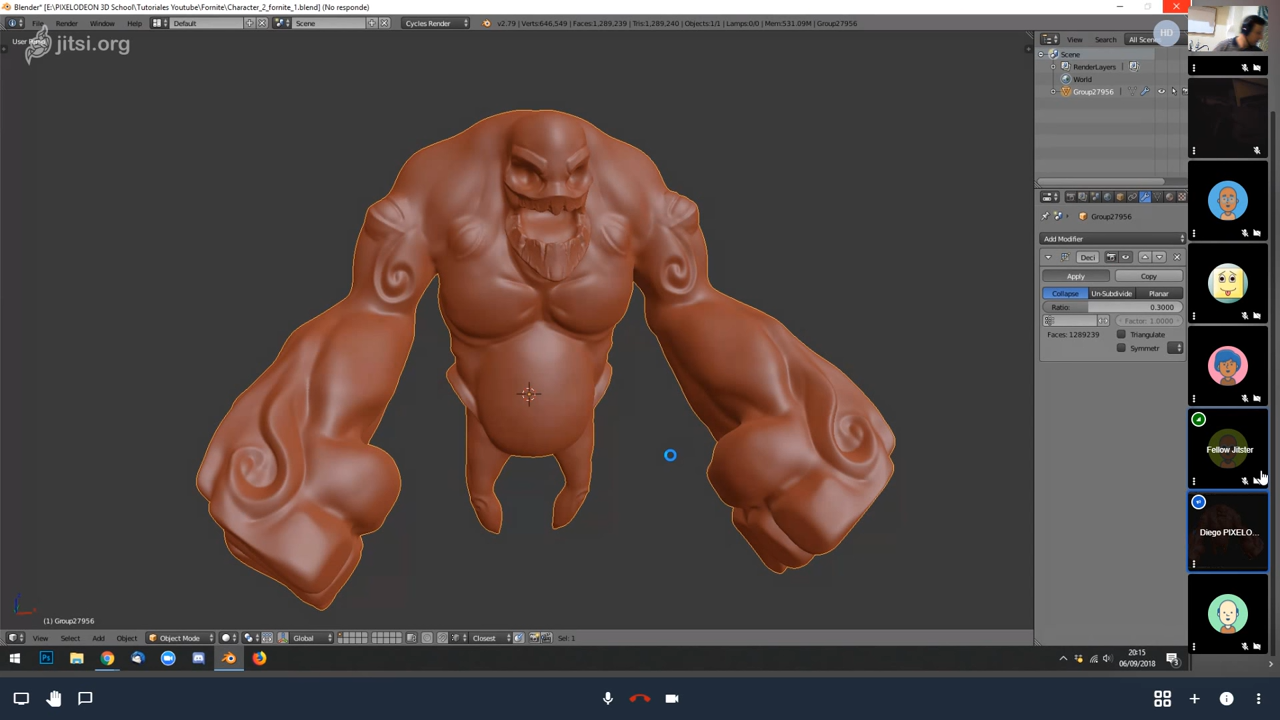 Blender* [E:\PIXELODEON 3D School\Tutoriales Youtube\Fornite\Character_2_fornite_1.blend] (No responde)
File Render Window Help Default Scene Cycles Render v2.79 | Verts:646,549 | Faces:1,289,239 | Tris:1,289,240 | Objects:1/1 | Lamps:0/0 | Mem:531.09M | Group27956
jitsi.org
View Search All Scen
HD
Scene
RenderLayers
World
Group27956
Group27956
Add Modifier
Deci
Apply Copy
Collapse Un-Subdivide Planar
Ratio: 0.3000
Factor: 1.0000
Faces: 1289239 Triangulate
Symmetr
Fellow Jitster
Diego PIXELO...
(1) Group27956
View Select Add Object Object Mode Global Closest Sel: 1
20:15
06/09/2018
3